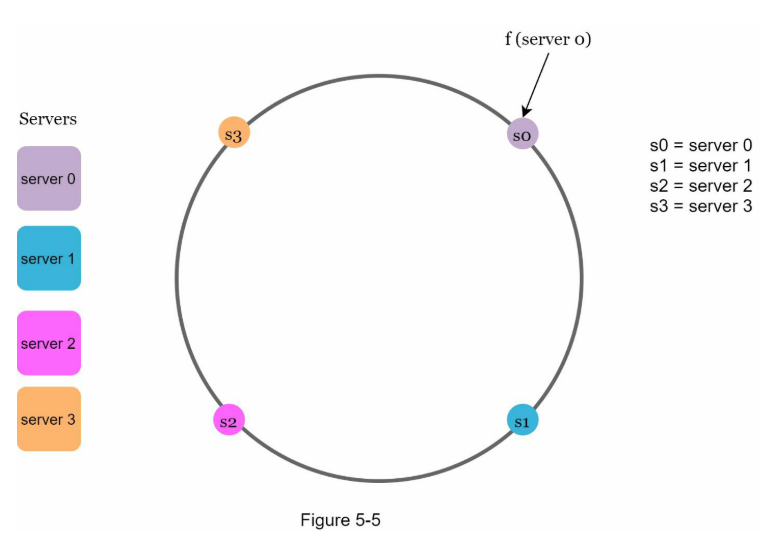 f (server 0)
Servers
server 0
server 1
server 2
server 3
s3
s0
s2
s1
s0 = server 0
s1 = server 1
s2 = server 2
s3 = server 3
Figure 5-5